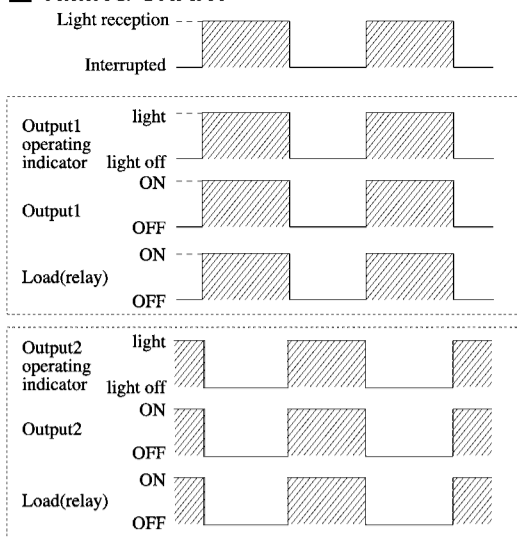 Light reception
Interrupted
Output1
operating
indicator
light
light off
Output1
ON
OFF
Load(relay)
ON
OFF
Output2
operating
indicator
light
light off
Output2
ON
OFF
Load(relay)
ON
OFF